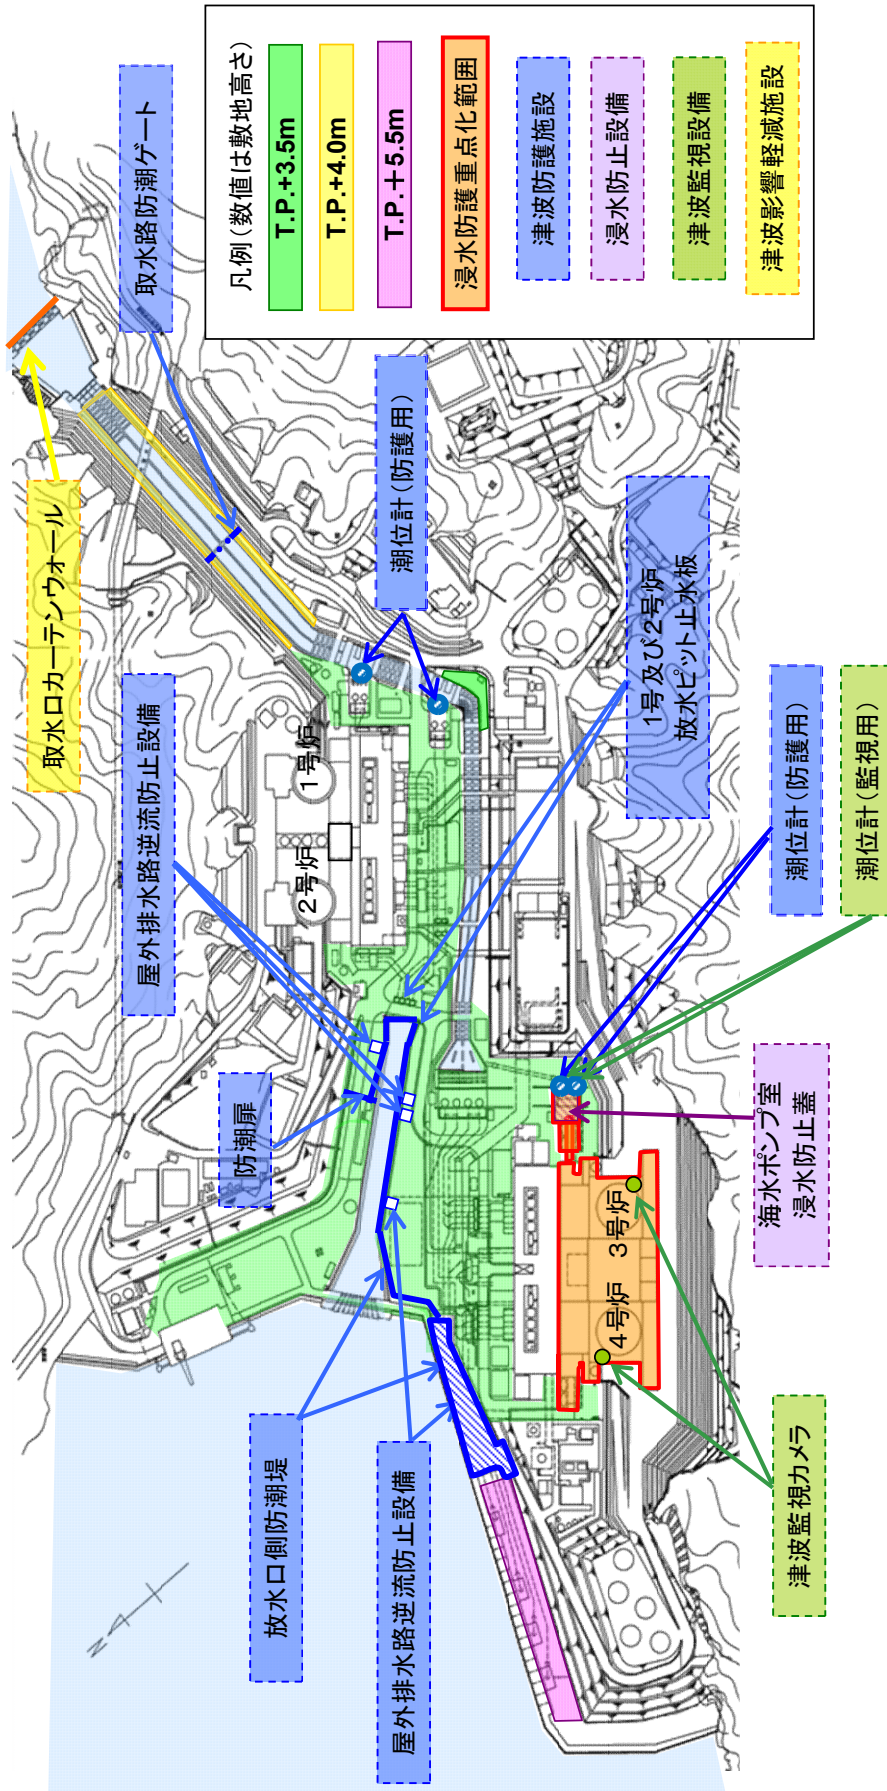 凡例(数値は敷地高さ)
T.P.+3.5m
T.P.+4.0m
T.P.+5.5m
浸水防護重点化範囲
津波防護施設
浸水防止設備
津波監視設備
津波影響軽減施設
取水路防潮ゲート
取水口カーテンウォール
潮位計(防護用)
屋外排水路逆流防止設備
1号炉
2号炉
1号及び2号炉
放水ピット止水板
防潮扉
潮位計(防護用)
潮位計(監視用)
海水ポンプ室
浸水防止蓋
3号炉
4号炉
放水口側防潮堤
屋外排水路逆流防止設備
津波監視カメラ
N